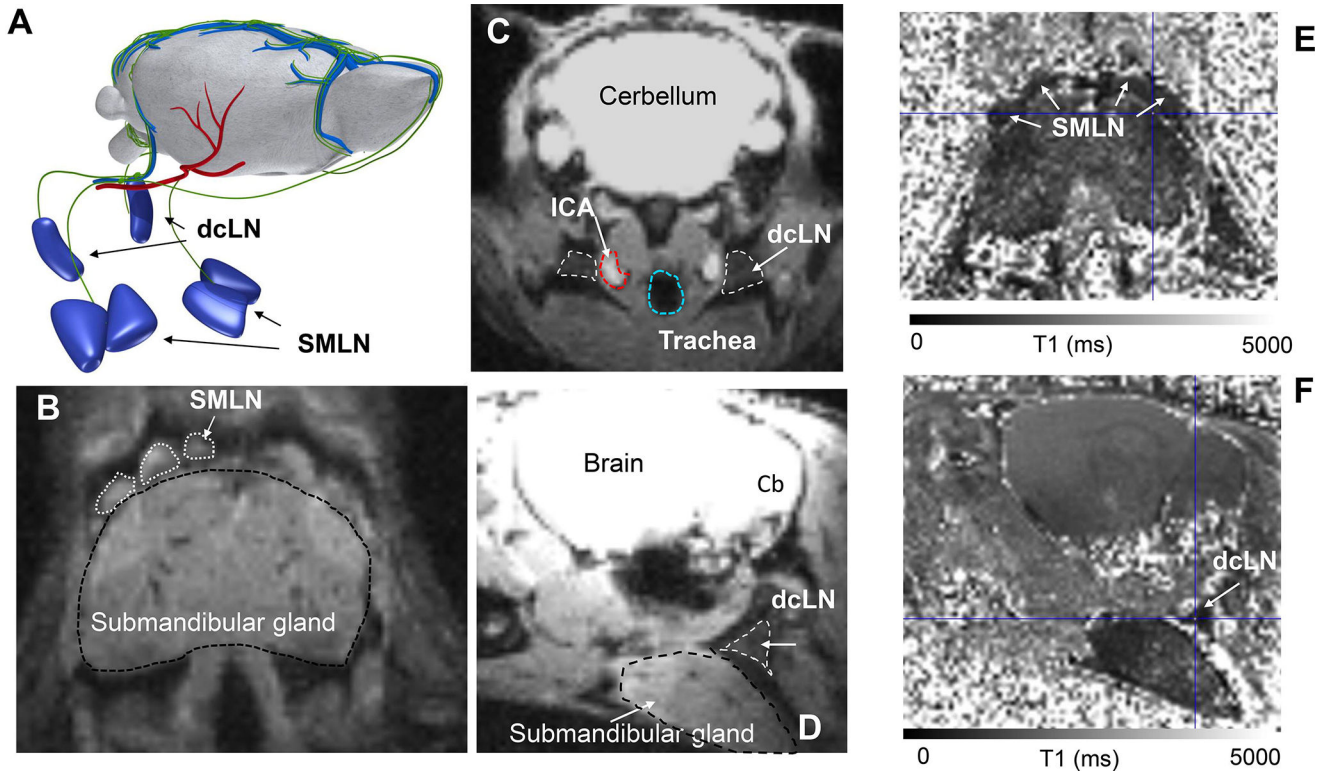 A
dcLN
SMLN
B
SMLN
Submandibular gland
C
Cerbellum
ICA
dcLN
Trachea
Brain
Cb
dcLN
Submandibular gland
D
E
SMLN
0 T1 (ms) 5000
F
dcLN
0 T1 (ms) 5000